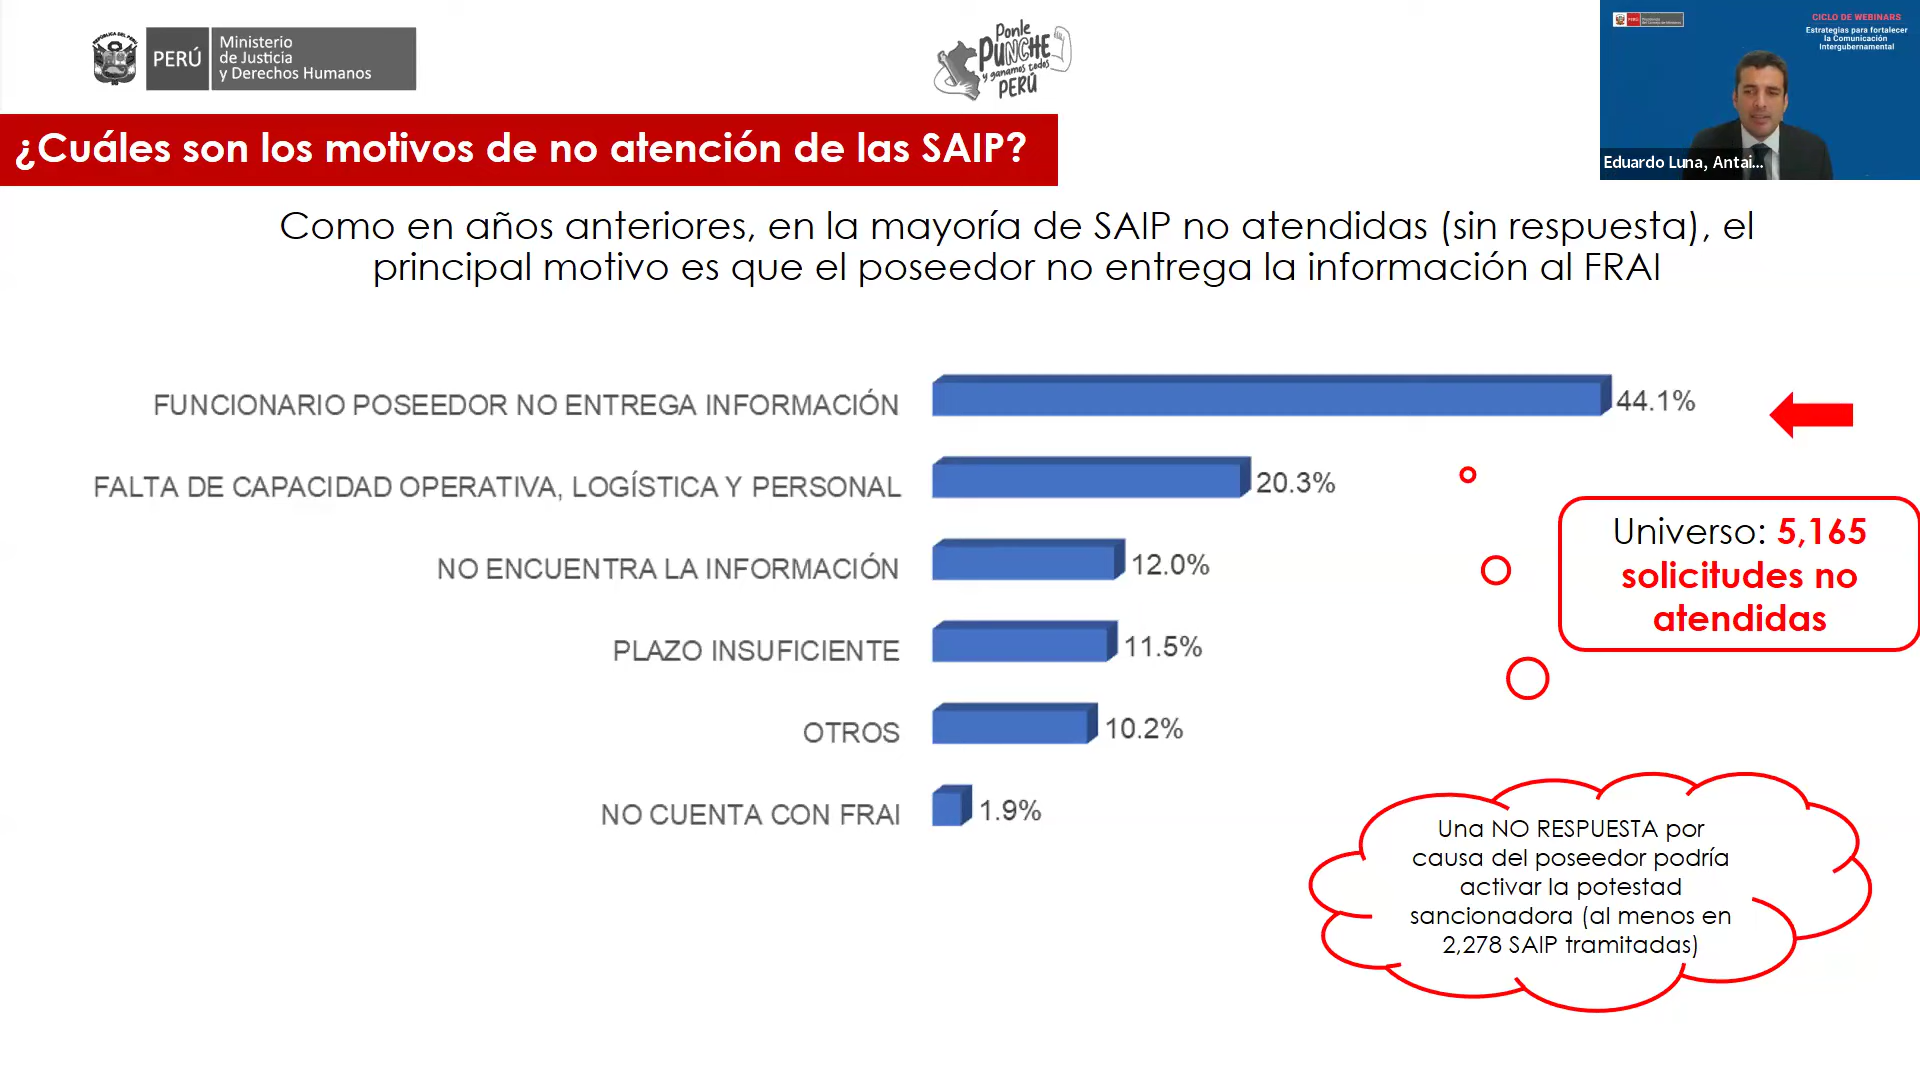 PERÚ
Ministerio
de Justicia
y Derechos Humanos
Ponle
PUNCHE
y ganamos todos
PERÚ
CICLO DE WEBINARS
Estrategias para fortalecer
la Comunicación
Intergubernamental
Eduardo Luna, Antai...
¿Cuáles son los motivos de no atención de las SAIP?
Como en años anteriores, en la mayoría de SAIP no atendidas (sin respuesta), el
principal motivo es que el poseedor no entrega la información al FRAI
FUNCIONARIO POSEEDOR NO ENTREGA INFORMACIÓN 44.1%
FALTA DE CAPACIDAD OPERATIVA, LOGÍSTICA Y PERSONAL 20.3%
NO ENCUENTRA LA INFORMACIÓN 12.0%
PLAZO INSUFICIENTE 11.5%
OTROS 10.2%
NO CUENTA CON FRAI 1.9%
Universo: 5,165
solicitudes no
atendidas
Una NO RESPUESTA por
causa del poseedor podría
activar la potestad
sancionadora (al menos en
2,278 SAIP tramitadas)